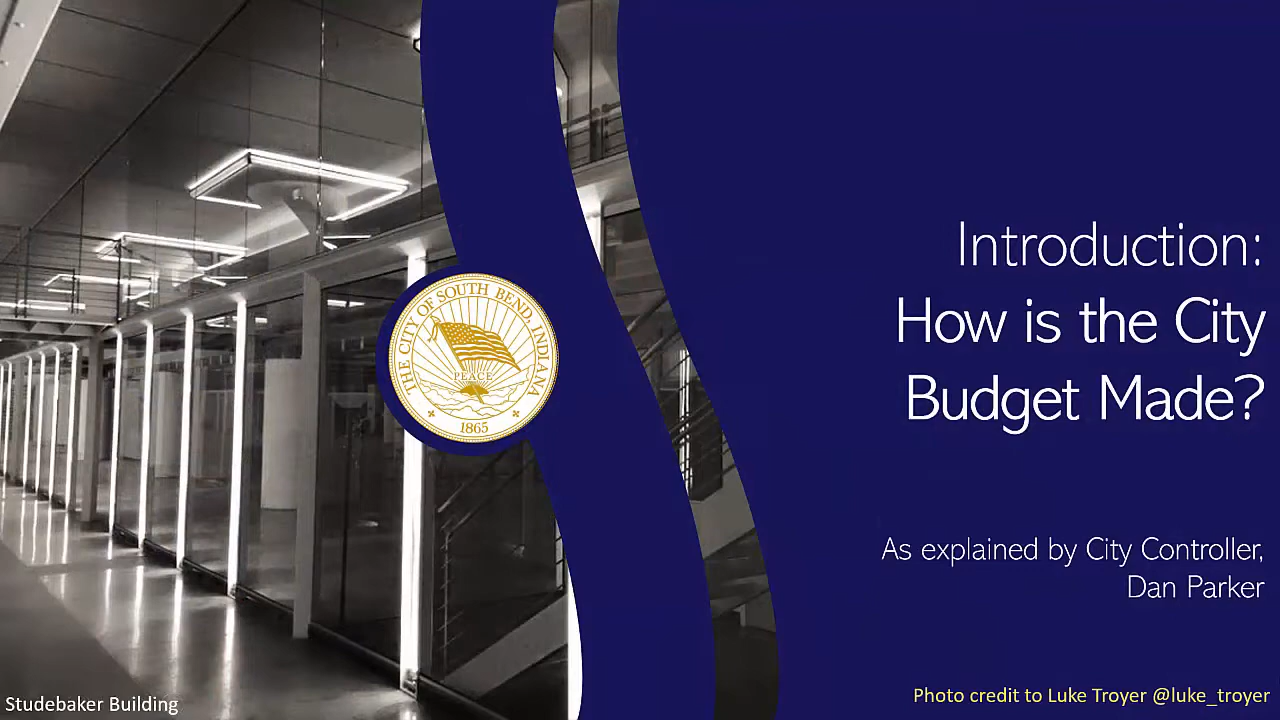 Introduction:
How is the City
Budget Made?
THE CITY OF SOUTH BEND, INDIANA
PEACE
1865
As explained by City Controller,
Dan Parker
Studebaker Building
Photo credit to Luke Troyer @luke_troyer